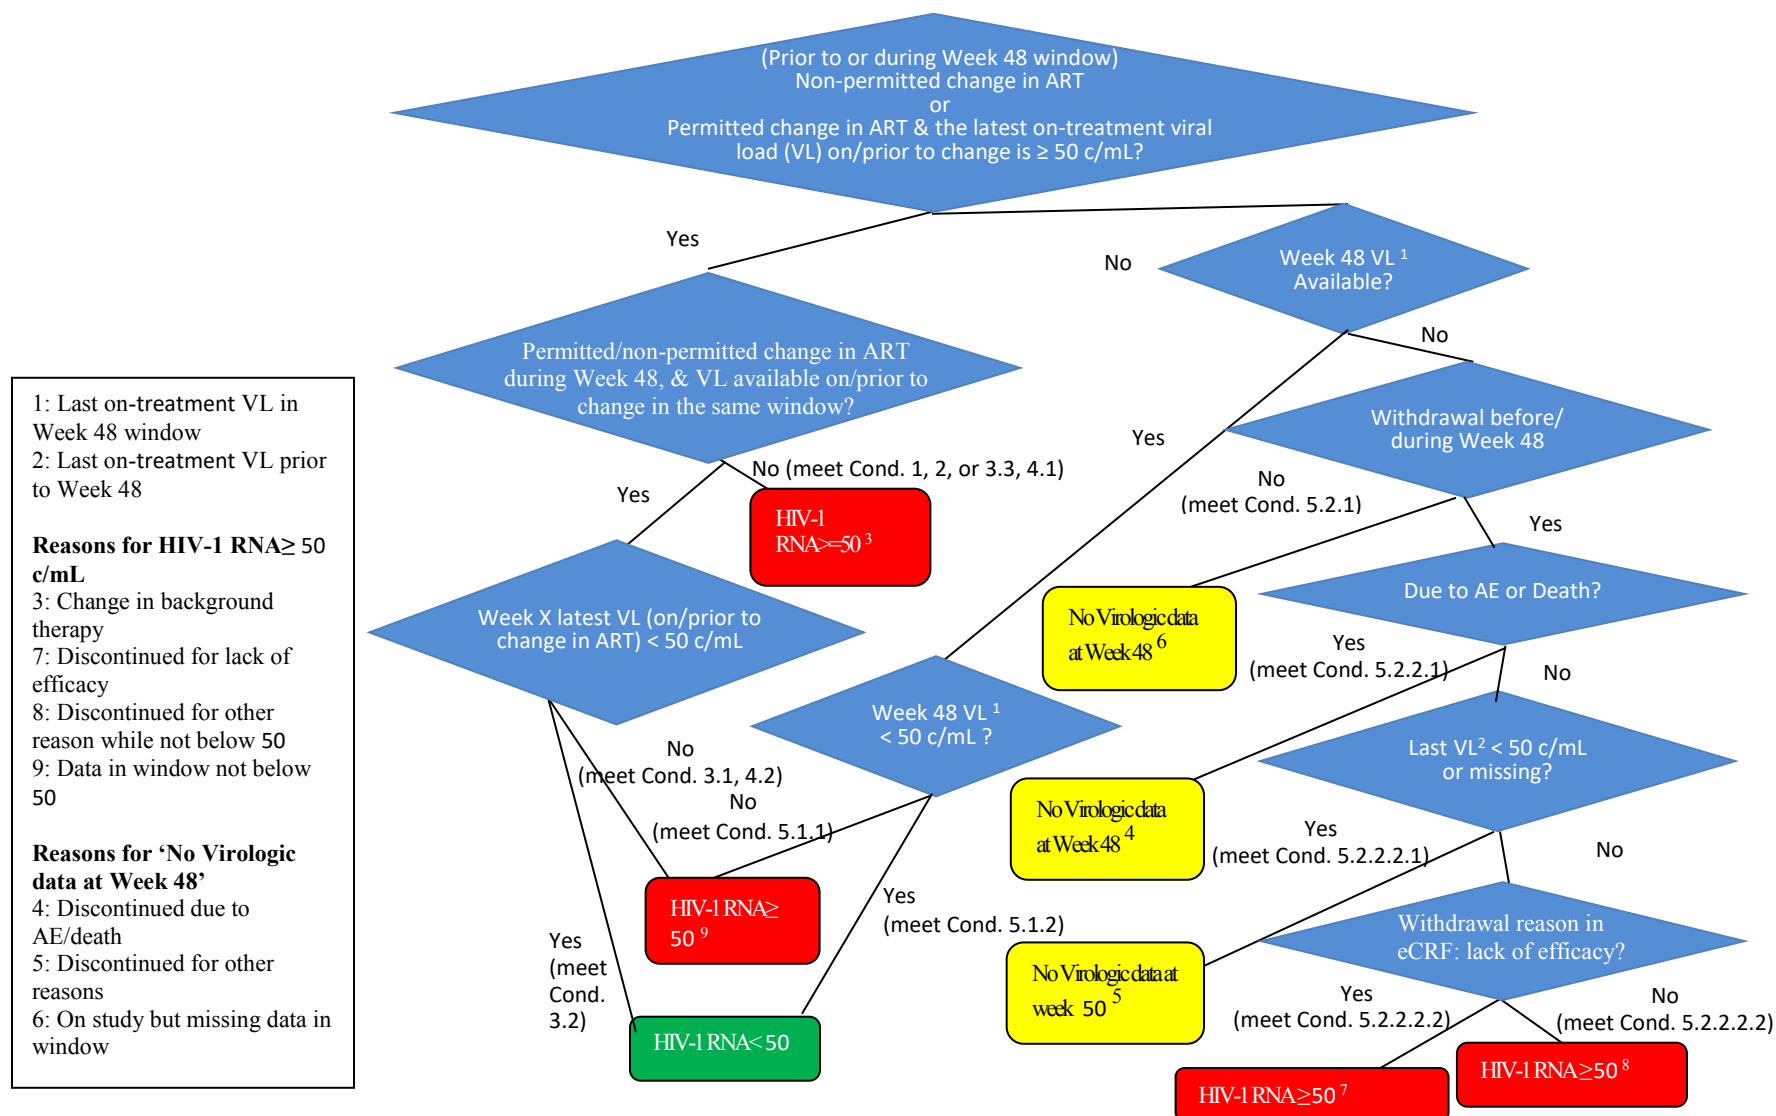 (Prior to or during Week 48 window)
Non-permitted change in ART
or
Permitted change in ART & the latest on-treatment viral
load (VL) on/prior to change is ≥ 50 c/mL?
Yes
No
Week 48 VL 1
Available?
No
Yes
Permitted/non-permitted change in ART
during Week 48, & VL available on/prior to
change in the same window?
Withdrawal before/
during Week 48
No (meet Cond. 1, 2, or 3.3, 4.1)
Yes
HIV-1
RNA>=50 3
No
(meet Cond. 5.2.1)
Yes
Week X latest VL (on/prior to
change in ART) < 50 c/mL
No Virologic data
at Week 48 6
Due to AE or Death?
Yes
(meet Cond. 5.2.2.1)
No
Week 48 VL 1
< 50 c/mL ?
No
(meet Cond. 3.1, 4.2)
No
(meet Cond. 5.1.1)
No Virologic data
at Week 48 4
Last VL2 < 50 c/mL
or missing?
Yes
(meet Cond. 5.2.2.2.1)
No
HIV-1 RNA≥
50 9
Yes
(meet Cond. 5.1.2)
Yes
(meet
Cond.
3.2)
HIV-1 RNA< 50
No Virologic data at
week 50 5
Withdrawal reason in
eCRF: lack of efficacy?
Yes
(meet Cond. 5.2.2.2.2)
No
(meet Cond. 5.2.2.2.2)
HIV-1 RNA≥50 7
HIV-1 RNA ≥50 8
1: Last on-treatment VL in
Week 48 window
2: Last on-treatment VL prior
to Week 48
Reasons for HIV-1 RNA≥ 50
c/mL
3: Change in background
therapy
7: Discontinued for lack of
efficacy
8: Discontinued for other
reason while not below 50
9: Data in window not below
50
Reasons for ‘No Virologic
data at Week 48’
4: Discontinued due to
AE/death
5: Discontinued for other
reasons
6: On study but missing data in
window